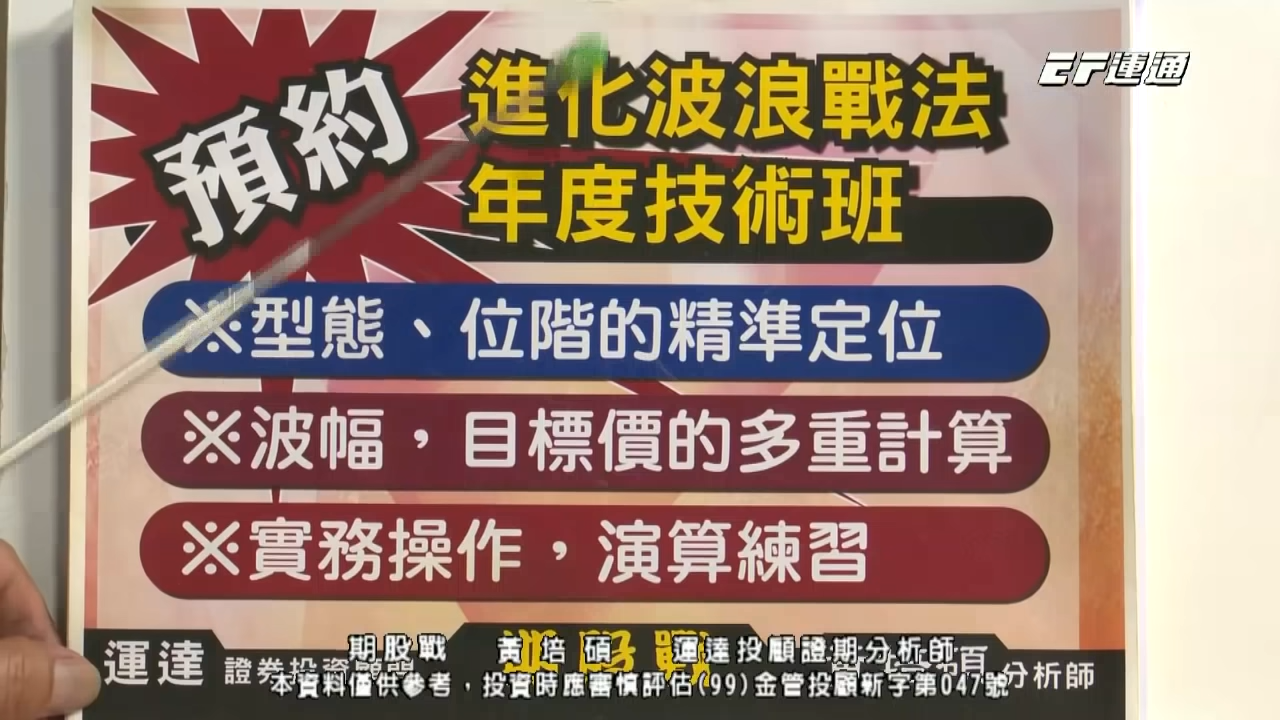 EF運通
預約
進化波浪戰法
年度技術班
※型態、位階的精準定位
※波幅，目標價的多重計算
※實務操作，演算練習
運達 證券投資顧問 期股戰 分析師
期股戰 黃培碩 運達投顧證期分析師
本資料僅供參考，投資時應審慎評估(99)金管投顧新字第047號